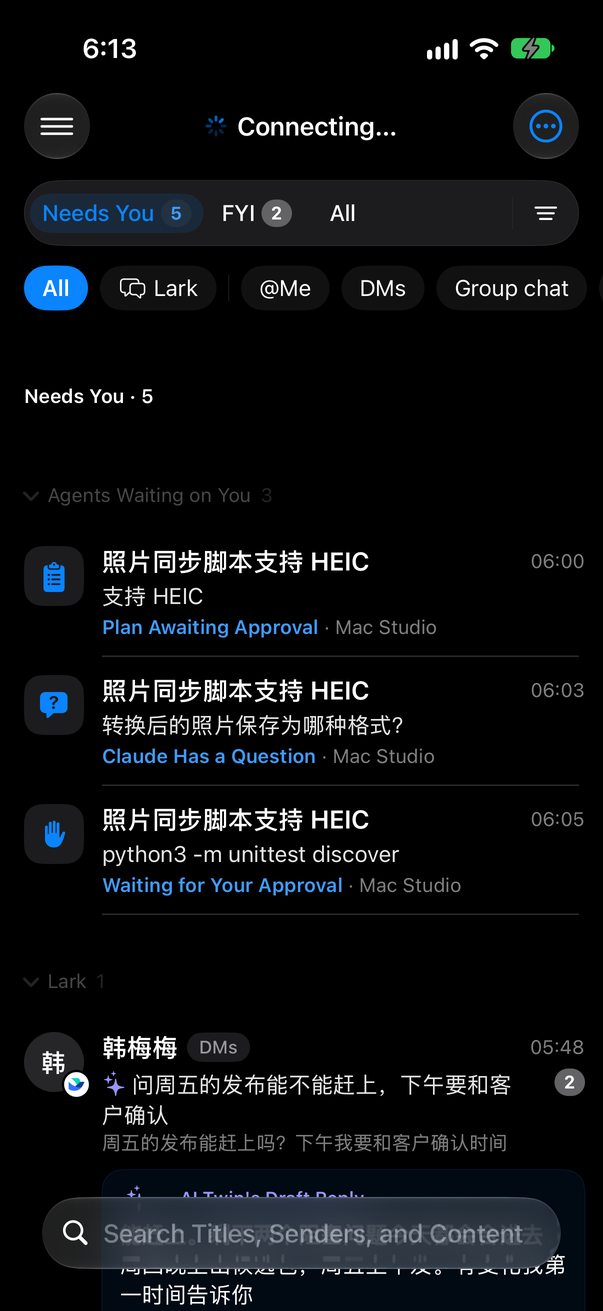 6:13
Connecting...
Needs You 5 FYI 2 All
All Lark @Me DMs Group chat
Needs You · 5
Agents Waiting on You 3
照片同步脚本支持 HEIC 06:00
支持 HEIC
Plan Awaiting Approval · Mac Studio
照片同步脚本支持 HEIC 06:03
转换后的照片保存为哪种格式?
Claude Has a Question · Mac Studio
照片同步脚本支持 HEIC 06:05
python3 -m unittest discover
Waiting for Your Approval · Mac Studio
Lark 1
韩 韩梅梅 DMs 05:48
问周五的发布能不能赶上，下午要和客 2
户确认
周五的发布能赶上吗？下午我要和客户确认时间
AI Twin's Draft Reply
Search Titles, Senders, and Content
一时间告诉你